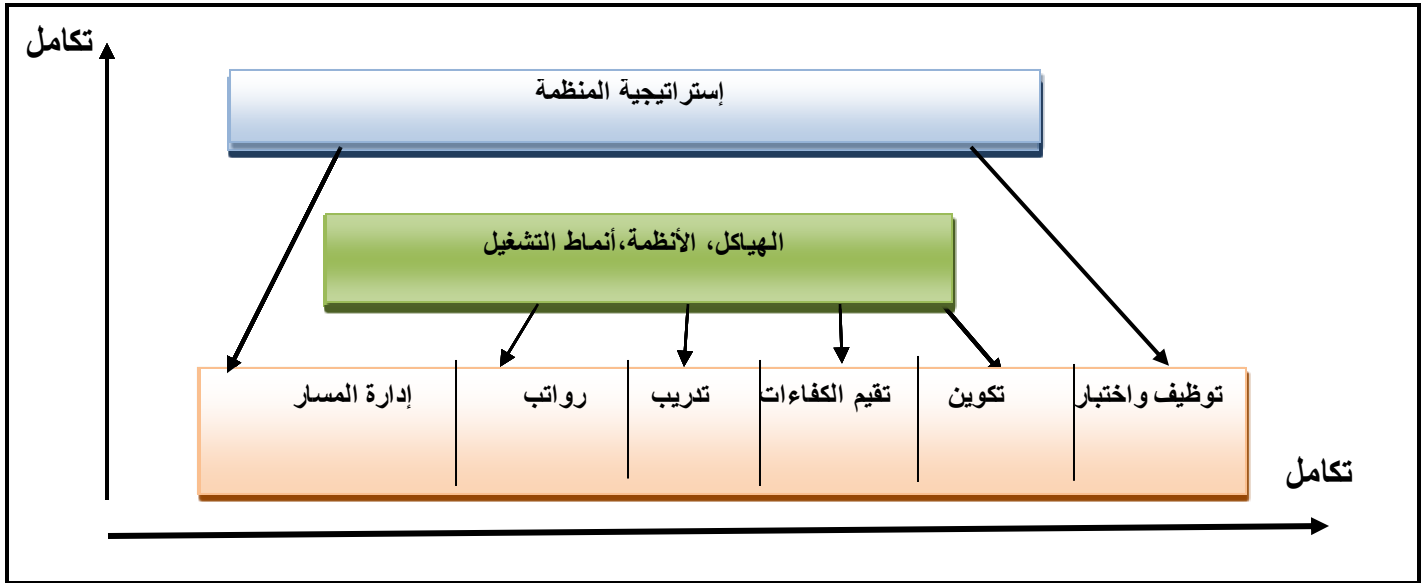 تكامل
إستراتيجية المنظمة
الهياكل، الأنظمة،أنماط التشغيل
توظيف واختبار
تكوين
تقيم الكفاءات
تدريب
رواتب
إدارة المسار
تكامل